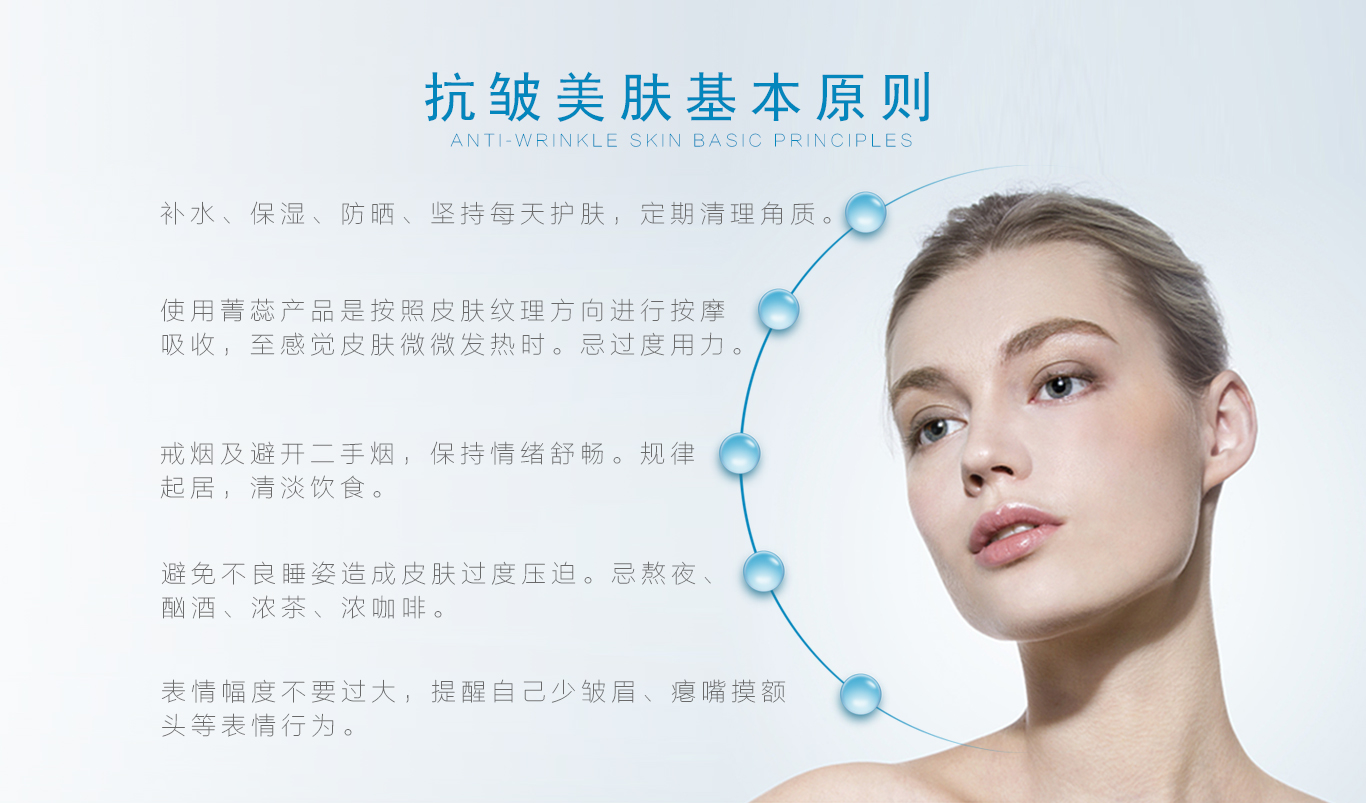 抗皱美肤基本原则
ANTI-WRINKLE SKIN BASIC PRINCIPLES
补水、保湿、防晒、坚持每天护肤，定期清理角质。
使用菁蕊产品是按照皮肤纹理方向进行按摩
吸收，至感觉皮肤微微发热时。忌过度用力。
戒烟及避开二手烟，保持情绪舒畅。规律
起居，清淡饮食。
避免不良睡姿造成皮肤过度压迫。忌熬夜、
酗酒、浓茶、浓咖啡。
表情幅度不要过大，提醒自己少皱眉、瘪嘴摸额
头等表情行为。